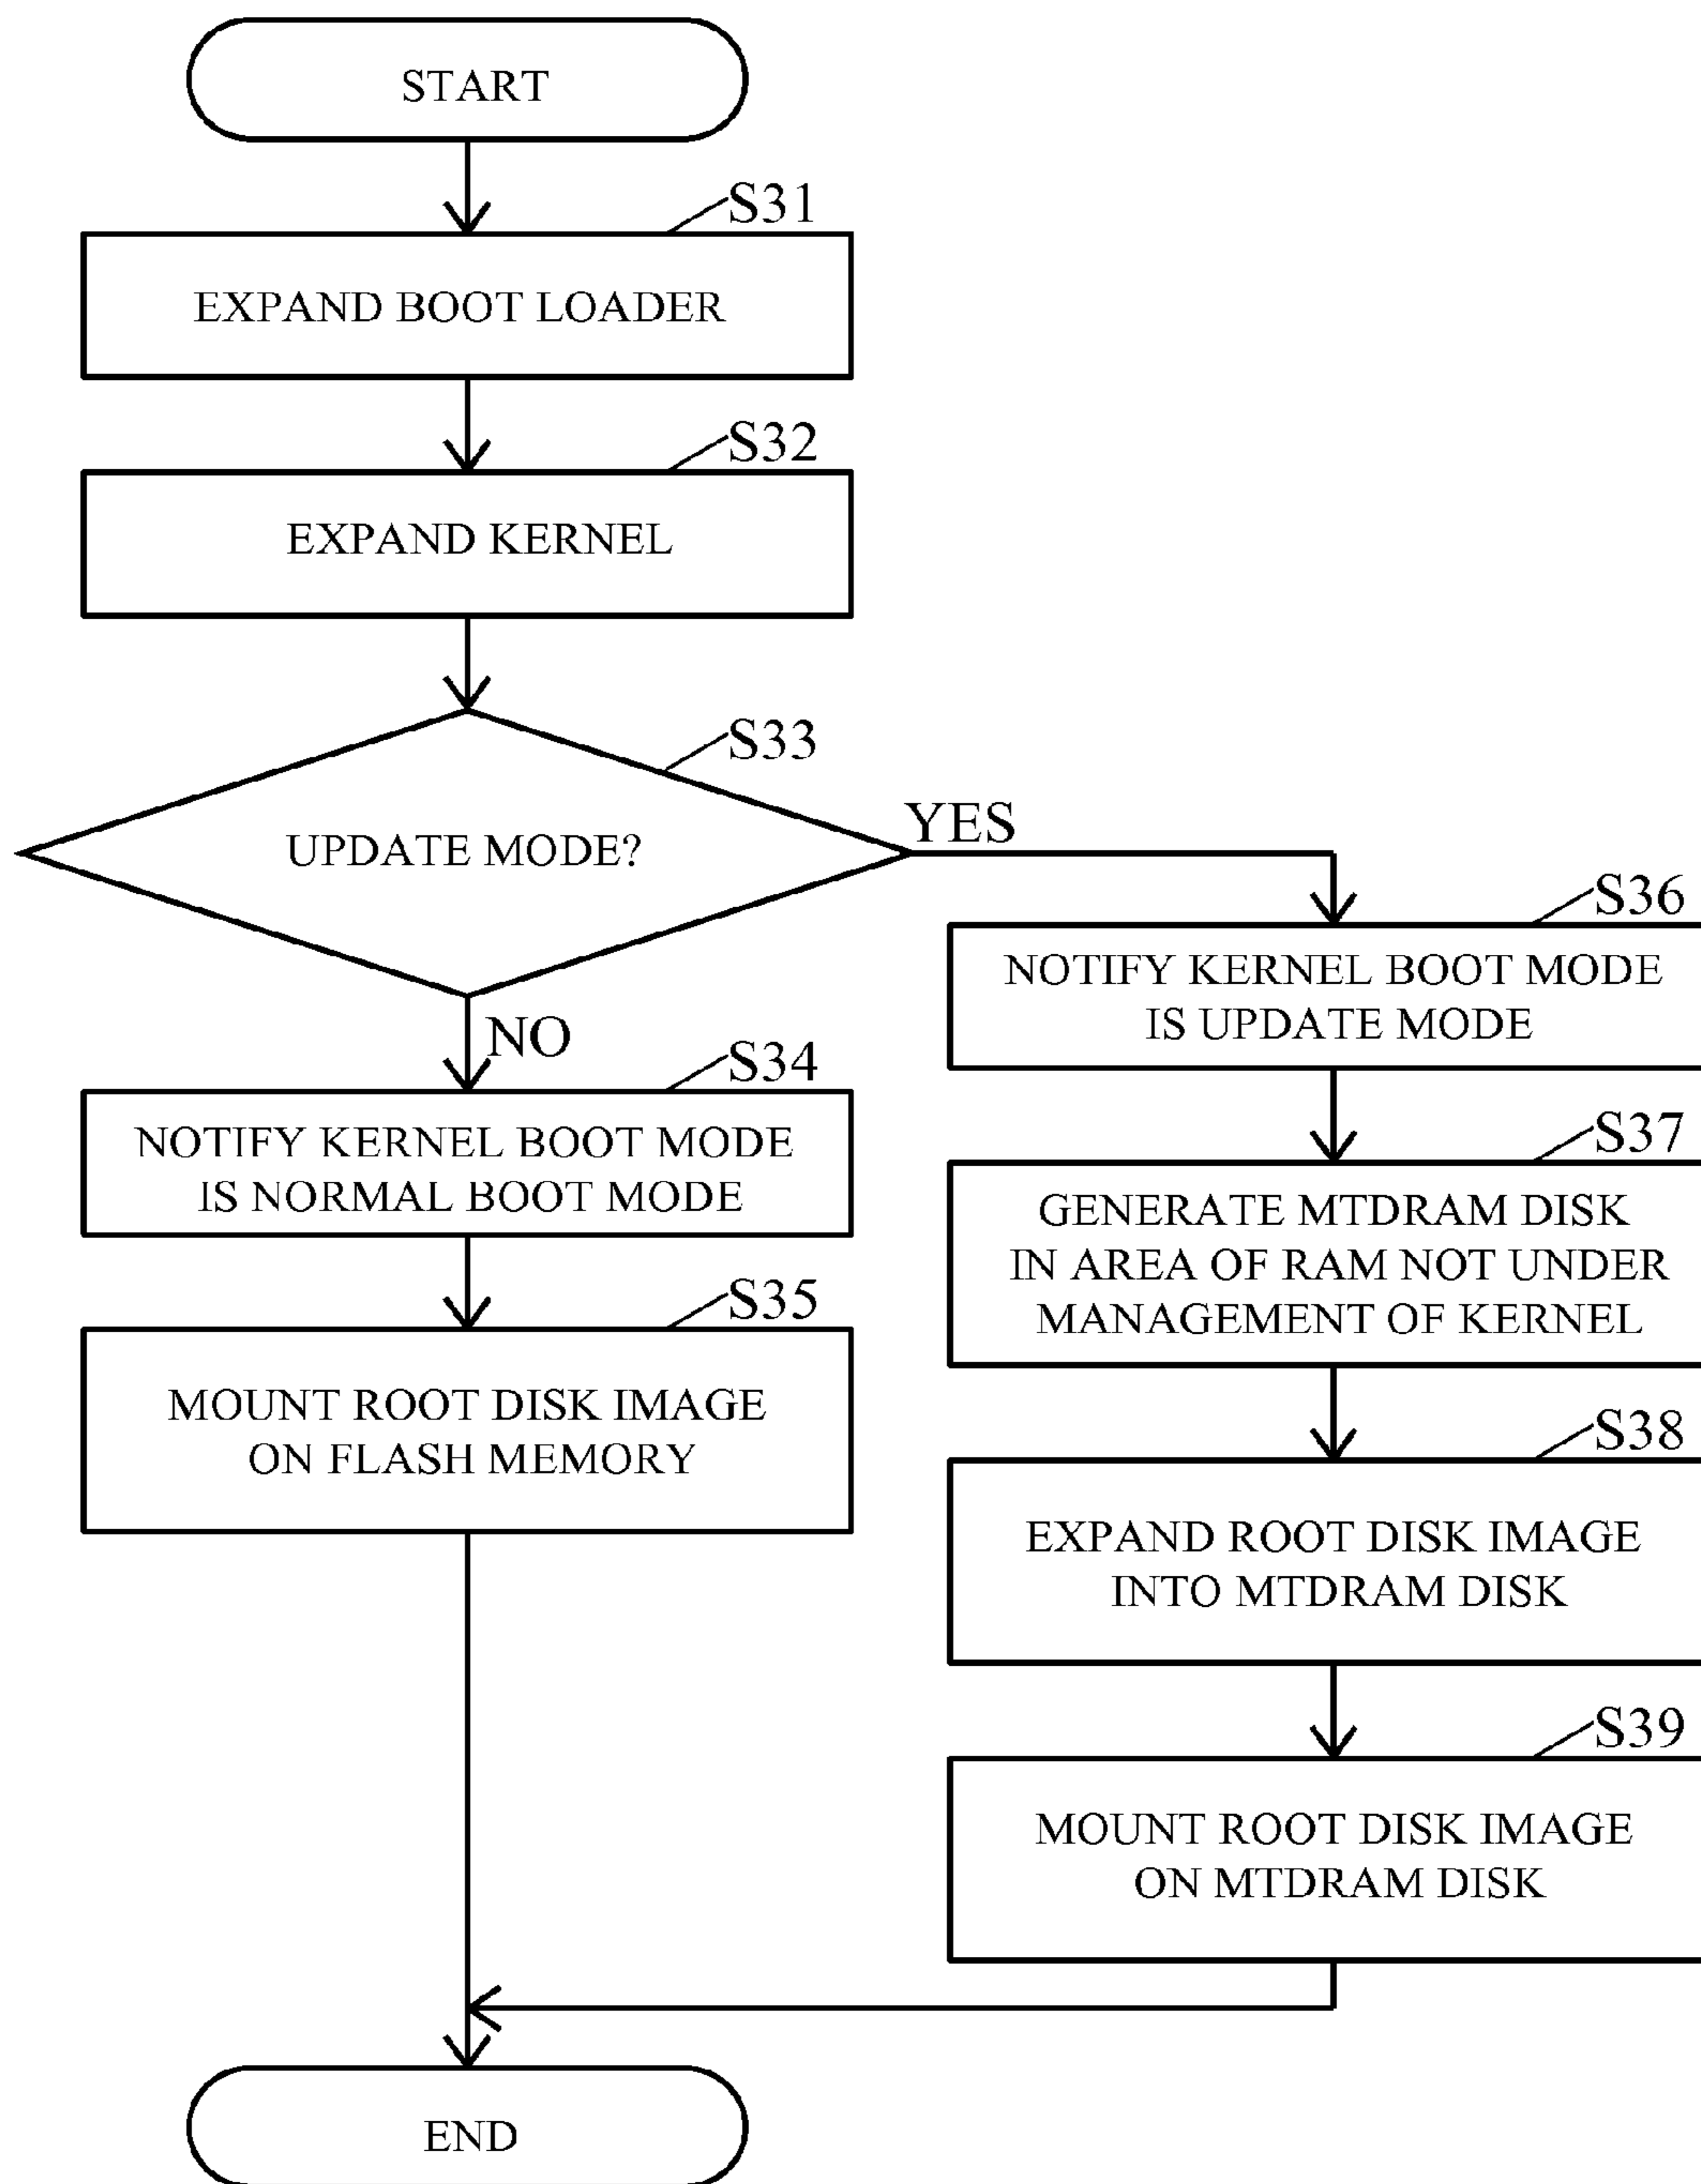 START
S31
EXPAND BOOT LOADER
S32
EXPAND KERNEL
S33
UPDATE MODE?
YES
NO
S34
NOTIFY KERNEL BOOT MODE
IS NORMAL BOOT MODE
S35
MOUNT ROOT DISK IMAGE
ON FLASH MEMORY
S36
NOTIFY KERNEL BOOT MODE
IS UPDATE MODE
S37
GENERATE MTDRAM DISK
IN AREA OF RAM NOT UNDER
MANAGEMENT OF KERNEL
S38
EXPAND ROOT DISK IMAGE
INTO MTDRAM DISK
S39
MOUNT ROOT DISK IMAGE
ON MTDRAM DISK
END